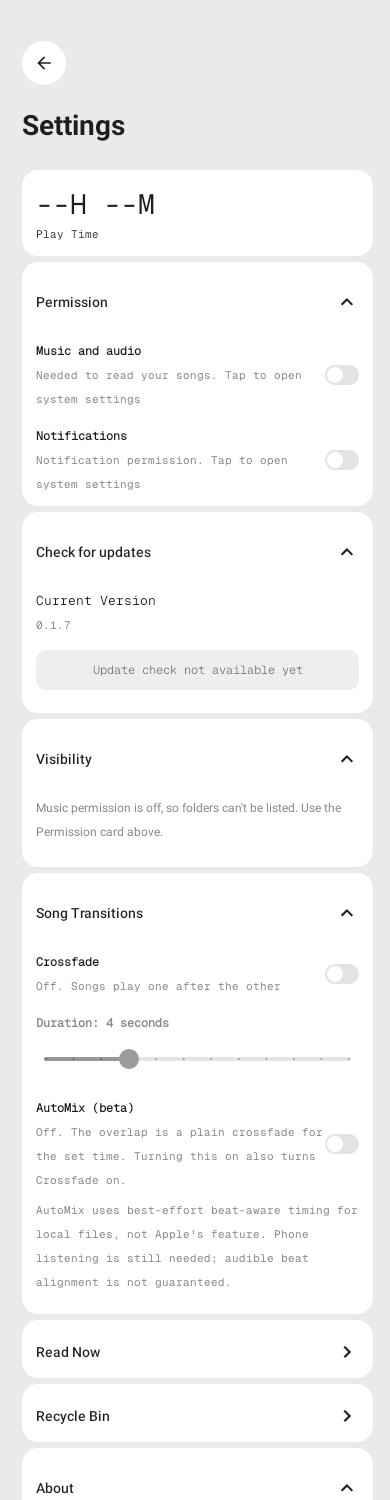 Settings
--H --M
Play Time
Permission
Music and audio
Needed to read your songs. Tap to open
system settings
Notifications
Notification permission. Tap to open
system settings
Check for updates
Current Version
0.1.7
Update check not available yet
Visibility
Music permission is off, so folders can't be listed. Use the
Permission card above.
Song Transitions
Crossfade
Off. Songs play one after the other
Duration: 4 seconds
AutoMix (beta)
Off. The overlap is a plain crossfade for
the set time. Turning this on also turns
Crossfade on.
AutoMix uses best-effort beat-aware timing for
local files, not Apple's feature. Phone
listening is still needed; audible beat
alignment is not guaranteed.
Read Now
Recycle Bin
About